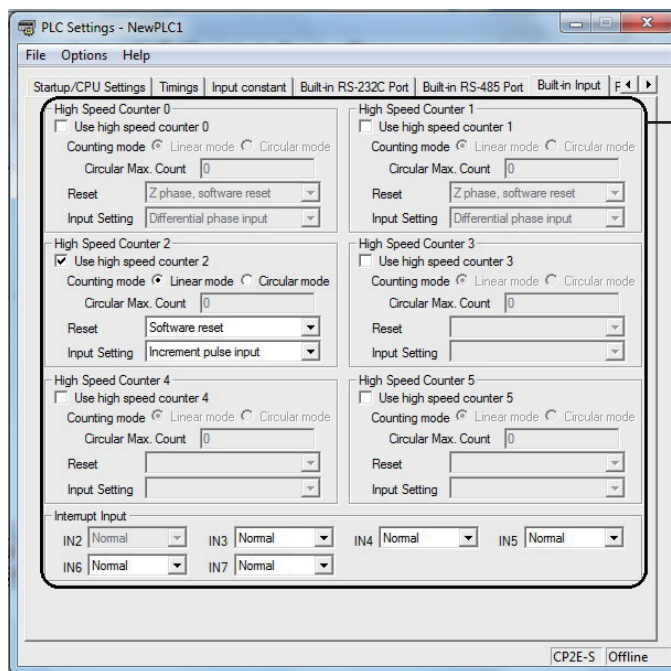 PLC Settings - NewPLC1
File Options Help
Startup/CPU Settings Timings Input constant Built-in RS-232C Port Built-in RS-485 Port Built-in Input
High Speed Counter 0
Use high speed counter 0
Counting mode Linear mode Circular mode
Circular Max. Count 0
Reset Z phase, software reset
Input Setting Differential phase input
High Speed Counter 1
Use high speed counter 1
Counting mode Linear mode Circular mode
Circular Max. Count 0
Reset Z phase, software reset
Input Setting Differential phase input
High Speed Counter 2
Use high speed counter 2
Counting mode Linear mode Circular mode
Circular Max. Count 0
Reset Software reset
Input Setting Increment pulse input
High Speed Counter 3
Use high speed counter 3
Counting mode Linear mode Circular mode
Circular Max. Count 0
Reset
Input Setting
High Speed Counter 4
Use high speed counter 4
Counting mode Linear mode Circular mode
Circular Max. Count 0
Reset
Input Setting
High Speed Counter 5
Use high speed counter 5
Counting mode Linear mode Circular mode
Circular Max. Count 0
Reset
Input Setting
Interrupt Input
IN2 Normal IN3 Normal IN4 Normal IN5 Normal
IN6 Normal IN7 Normal
CP2E-S Offline